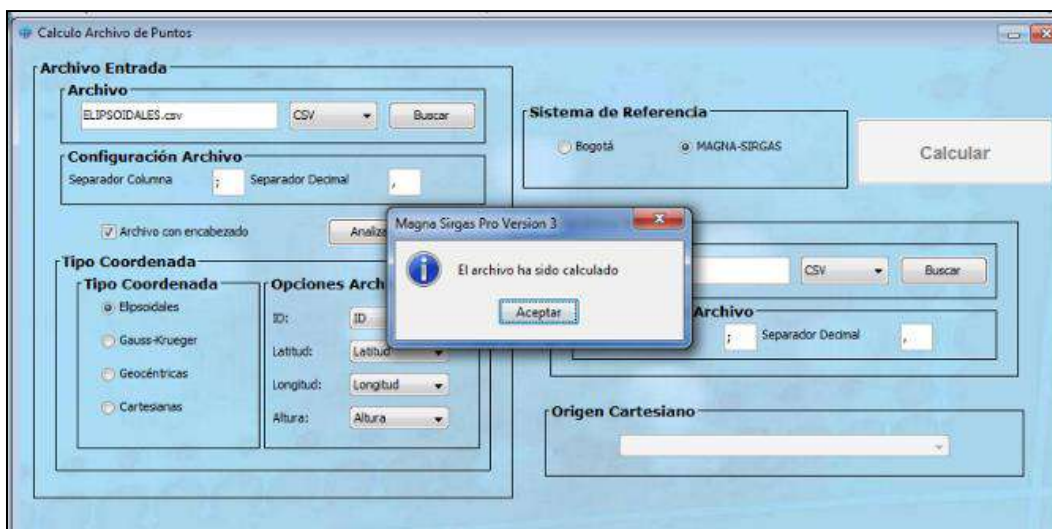 Calculo Archivo de Puntos
Archivo Entrada
Archivo
ELIPSOIDALES.csv
CSV
Buscar
Configuración Archivo
Separador Columna
;
Separador Decimal
,
Archivo con encabezado
Tipo Coordenada
Tipo Coordenada
Elipsoidales
Gauss-Krueger
Geocéntricas
Cartesianas
ID:
ID
Latitud:
Latitud
Longitud:
Longitud
Altura:
Altura
Sistema de Referencia
Bogotá
MAGNA-SIRGAS
Calcular
Magna Sirgas Pro Version 3
El archivo ha sido calculado
Aceptar
CSV
Buscar
Archivo
;
Separador Decimal
,
Origen Cartesiano